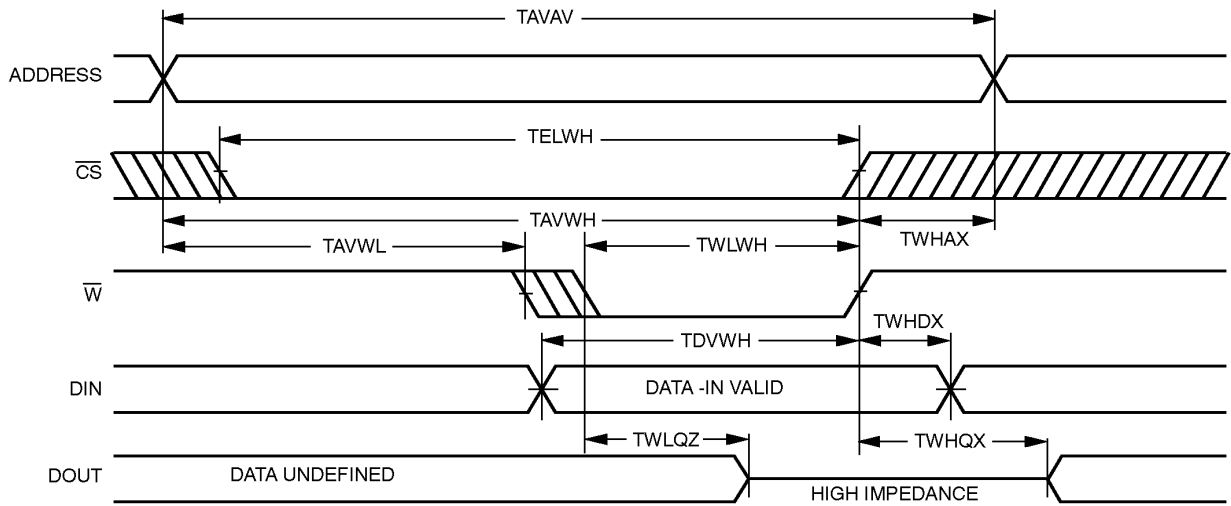 TAVAV
ADDRESS
TELWH
CS
TAVWH
TAVWL
TWLWH
TWHAX
W
TWHDX
TDVWH
DIN
DATA -IN VALID
TWLQZ
TWHQX
DOUT
DATA UNDEFINED
HIGH IMPEDANCE